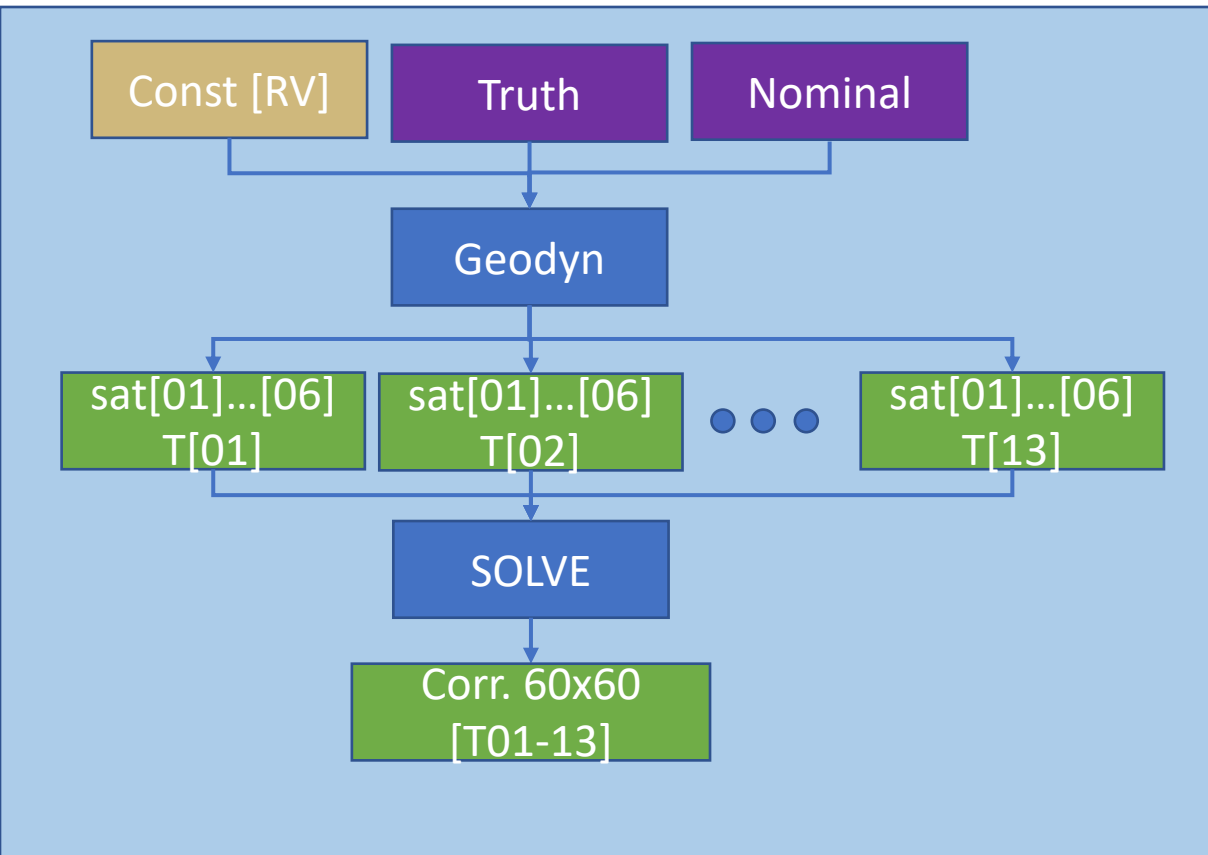 Const [RV]
Truth
Nominal
Geodyn
sat[01]...[06]
T[01]
sat[01]...[06]
T[02]
sat[01]...[06]
T[13]
SOLVE
Corr. 60x60
[T01-13]